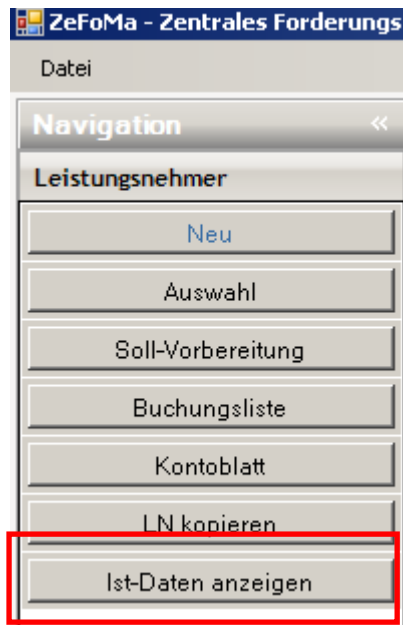 ZeFoMa - Zentrales Forderungs
Datei
Navigation «
Leistungsnehmer
Neu
Auswahl
Soll-Vorbereitung
Buchungsliste
Kontoblatt
LN kopieren
Ist-Daten anzeigen